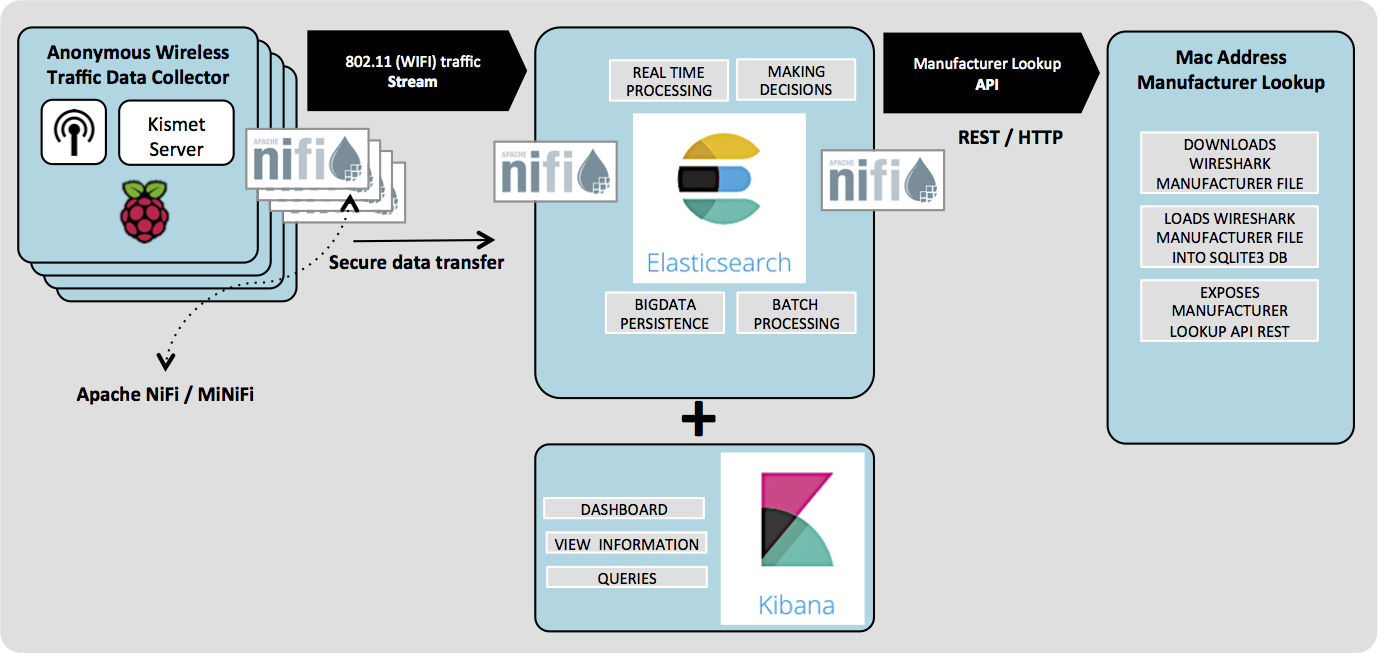 Anonymous Wireless
Traffic Data Collector
Kismet
Server
APACHE
nifi
802.11 (WIFI) traffic
Stream
Secure data transfer
Apache NiFi / MiNiFi
REAL TIME
PROCESSING
MAKING
DECISIONS
APACHE
nifi
Elasticsearch
BIGDATA
PERSISTENCE
BATCH
PROCESSING
APACHE
nifi
Manufacturer Lookup
API
REST / HTTP
Mac Address
Manufacturer Lookup
DOWNLOADS
WIRESHARK
MANUFACTURER FILE
LOADS WIRESHARK
MANUFACTURER FILE
INTO SQLITE3 DB
EXPOSES
MANUFACTURER
LOOKUP API REST
+
DASHBOARD
VIEW INFORMATION
QUERIES
Kibana